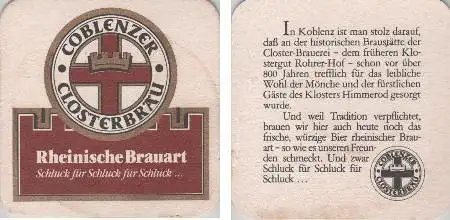 COBLENZER
CLOSTERBRÄU
Rheinische Brauart
Schluck für Schluck für Schluck ...
In Koblenz ist man stolz darauf,
daß an der historischen Braustätte der
Closter-Brauerei – dem früheren Klo-
stergut Rohrer-Hof – schon vor über
800 Jahren trefflich für das leibliche
Wohl der Mönche und der fürstlichen
Gäste des Klosters Himmerod gesorgt
wurde.
Und weil Tradition verpflichtet,
brauen wir hier auch heute noch das
frische, würzige Bier rheinischer Brau-
art – so wie es unseren Freun-
den schmeckt. Und zwar
Schluck für Schluck für
Schluck ...
COBLENZER
CLOSTERBRÄU